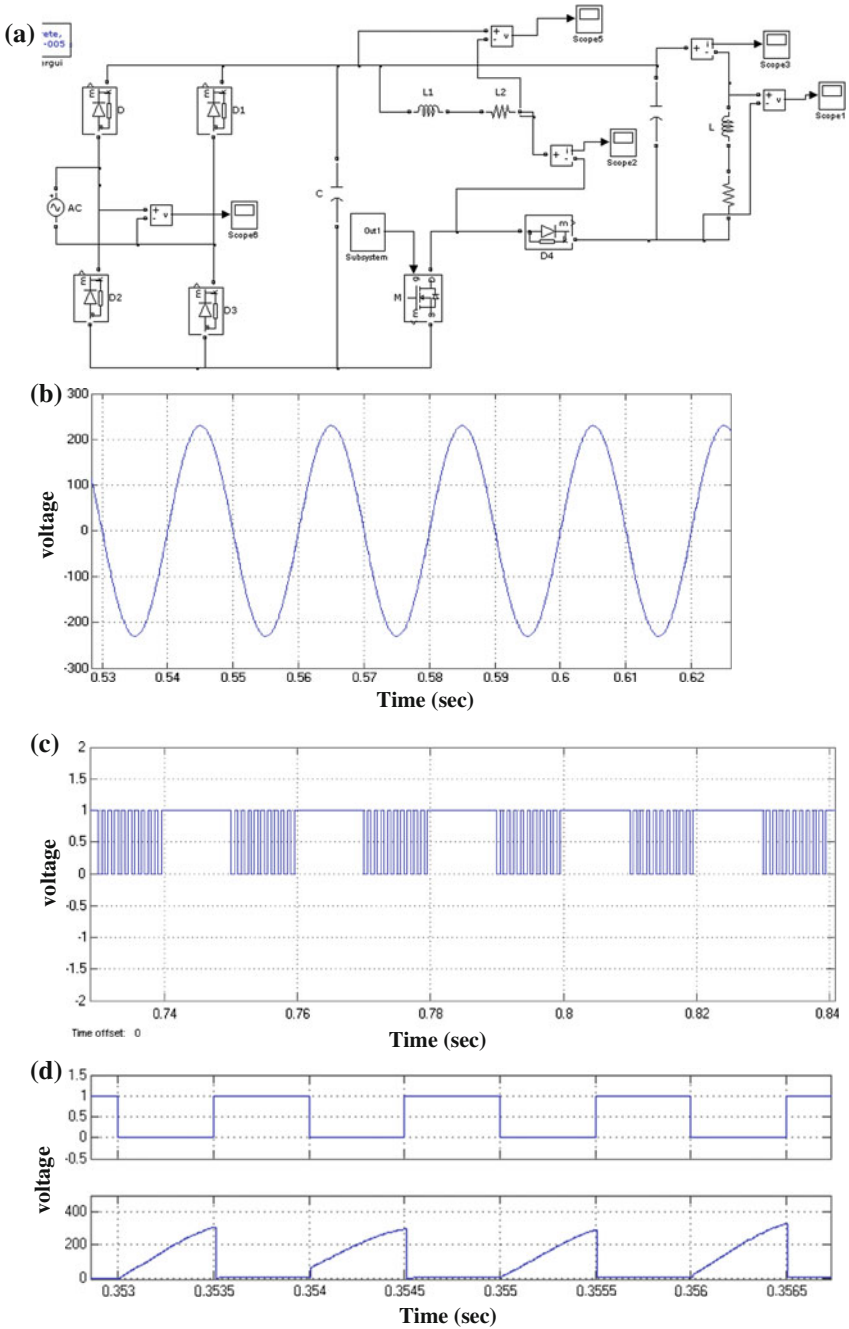 (a)
rete,
-005
ergui
D
D1
AC
v
Scope6
D2
D3
C
L1
L2
v
Scope5
i
Scope2
Out1
Subsystem
M
g
D
m
S
m
D4
i
Scope3
L
v
Scope1
(b)
300
200
100
0
-100
-200
-300
voltage
0.53 0.54 0.55 0.56 0.57 0.58 0.59 0.6 0.61 0.62
Time (sec)
(c)
2
1.5
1
0.5
0
-0.5
-1
-1.5
-2
voltage
0.74 0.76 0.78 0.8 0.82 0.84
Time offset: 0
Time (sec)
(d)
1.5
1
0.5
0
-0.5
voltage
400
200
0
0.353 0.3535 0.354 0.3545 0.355 0.3555 0.356 0.3565
Time (sec)